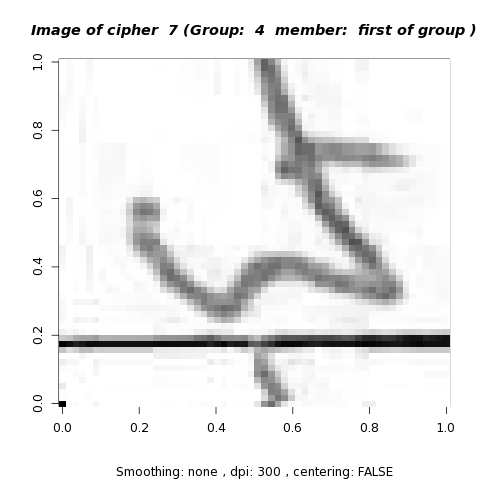 Image of cipher 7 (Group: 4 member: first of group )
1.0
0.8
0.6
0.4
0.2
0.0
0.0 0.2 0.4 0.6 0.8 1.0
Smoothing: none , dpi: 300 , centering: FALSE